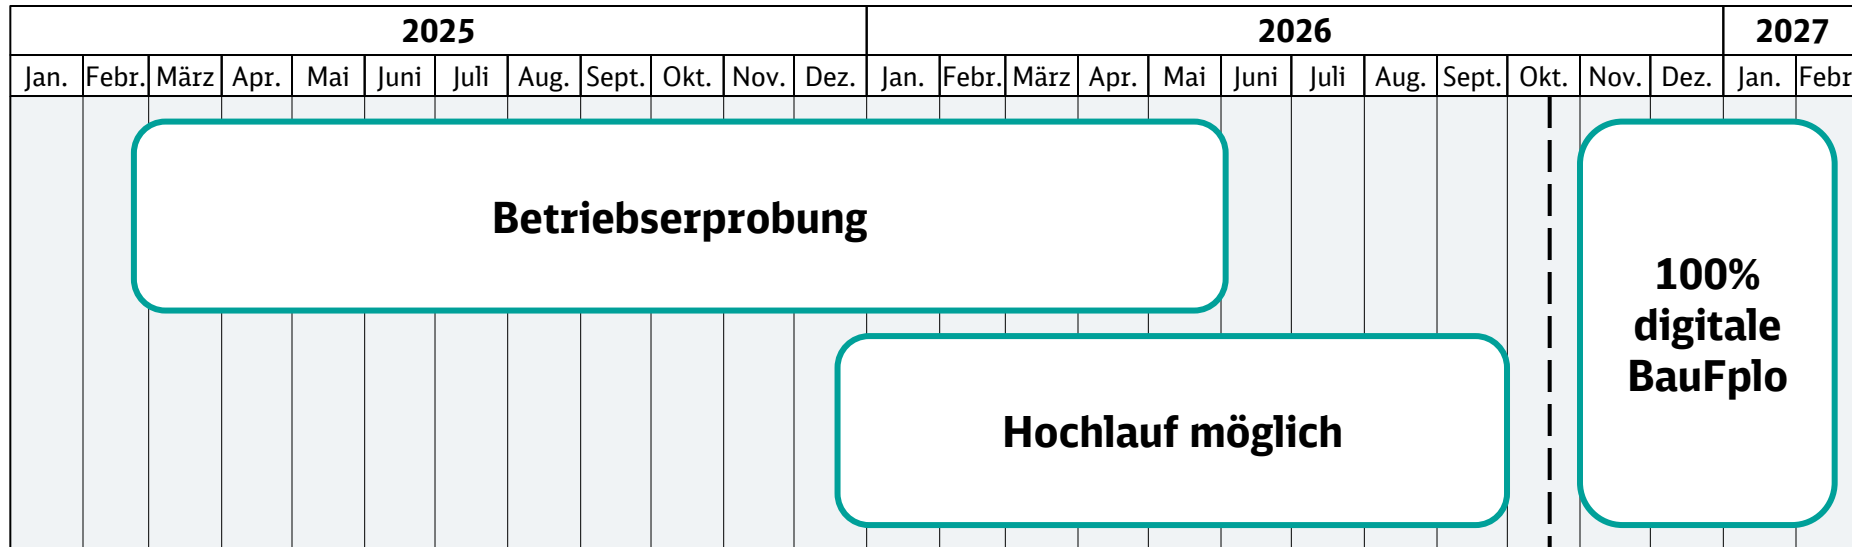 2025 2026 2027
Jan. Febr. März Apr. Mai Juni Juli Aug. Sept. Okt. Nov. Dez. Jan. Febr. März Apr. Mai Juni Juli Aug. Sept. Okt. Nov. Dez. Jan. Febr
Betriebserprobung
Hochlauf möglich
100%
digitale
BauFplo